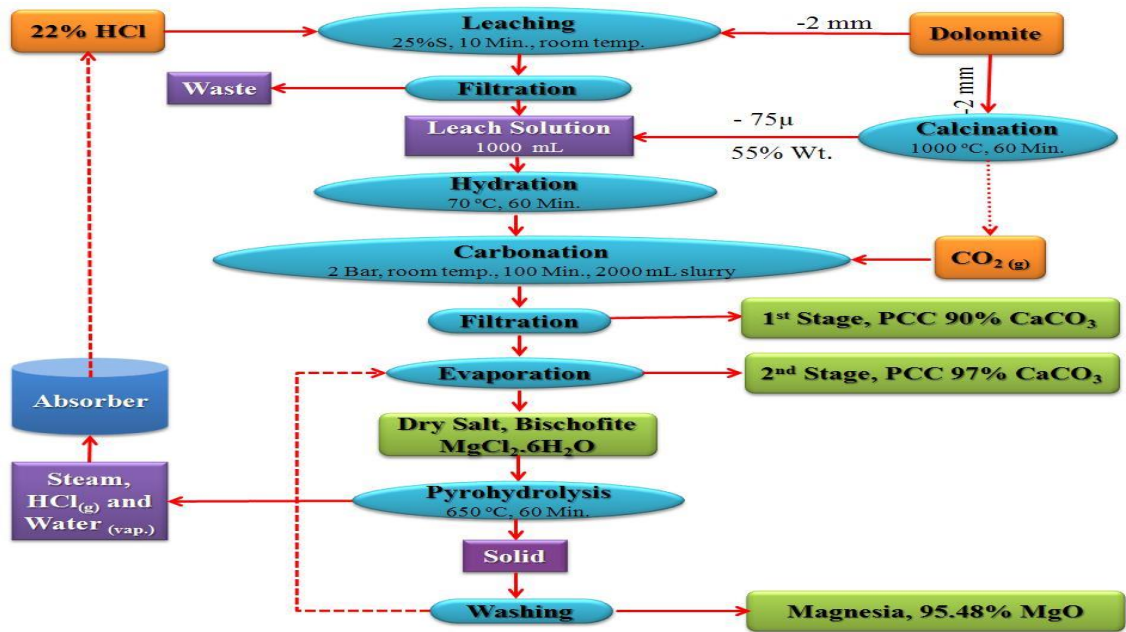 22% HCl
Leaching
25%S, 10 Min., room temp.
-2 mm
Dolomite
Waste
Filtration
-2 mm
Leach Solution
1000 mL
- 75µ
55% Wt.
Calcination
1000 ºC, 60 Min.
Hydration
70 ºC, 60 Min.
Carbonation
2 Bar, room temp., 100 Min., 2000 mL slurry
CO₂ (g)
Filtration
1st Stage, PCC 90% CaCO₃
Absorber
Evaporation
2nd Stage, PCC 97% CaCO₃
Dry Salt, Bischofite
MgCl₂.6H₂O
Steam,
HCl(g) and
Water (vap.)
Pyrohydrolysis
650 ºC, 60 Min.
Solid
Washing
Magnesia, 95.48% MgO